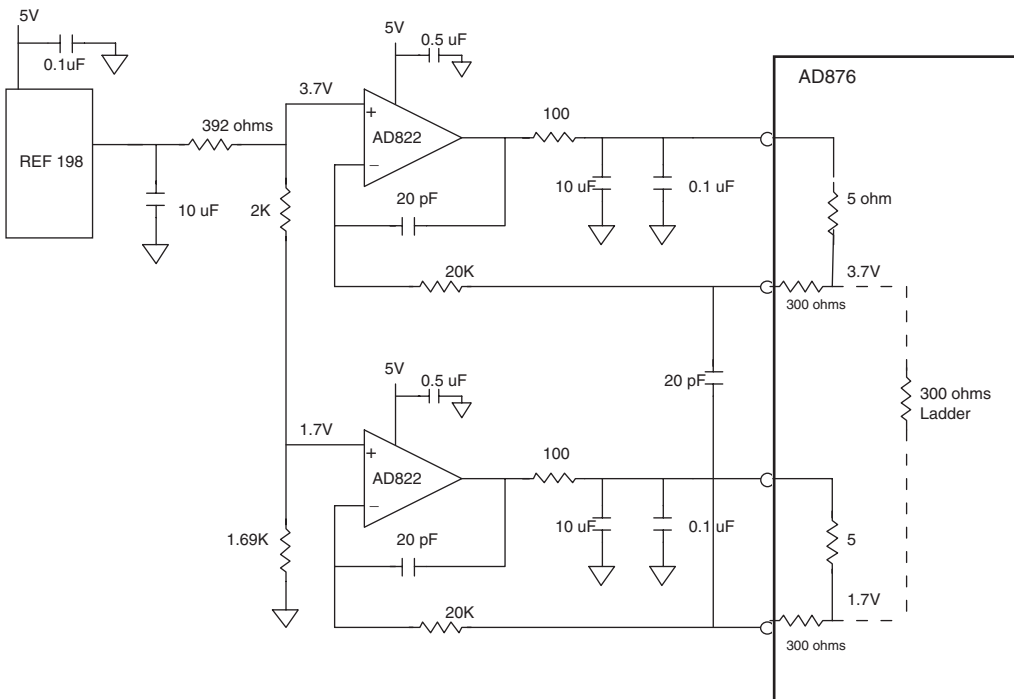 5V
0.1uF
REF 198
392 ohms
10 uF
3.7V
2K
5V
0.5 uF
+
AD822
−
20 pF
100
10 uF
0.1 uF
20K
AD876
5 ohm
3.7V
300 ohms
20 pF
300 ohms
Ladder
5V
0.5 uF
1.7V
+
AD822
−
1.69K
20 pF
100
10 uF
0.1 uF
20K
5
1.7V
300 ohms